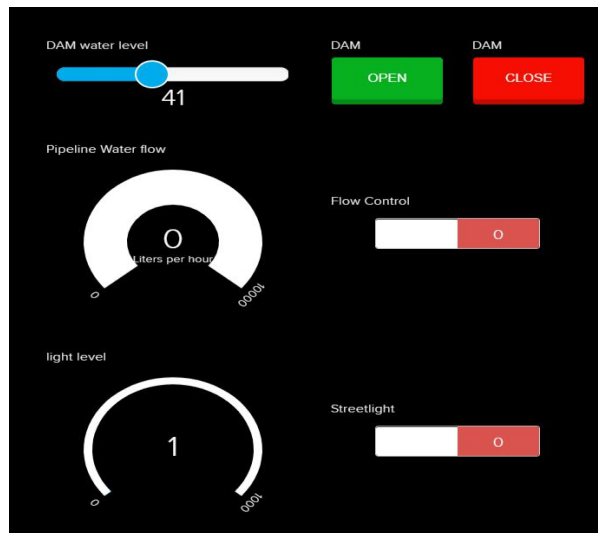 DAM water level
DAM
DAM
OPEN
CLOSE
41
Pipeline Water flow
0
Liters per hour
0
10000
Flow Control
0
light level
1
0
1000
Streetlight
0